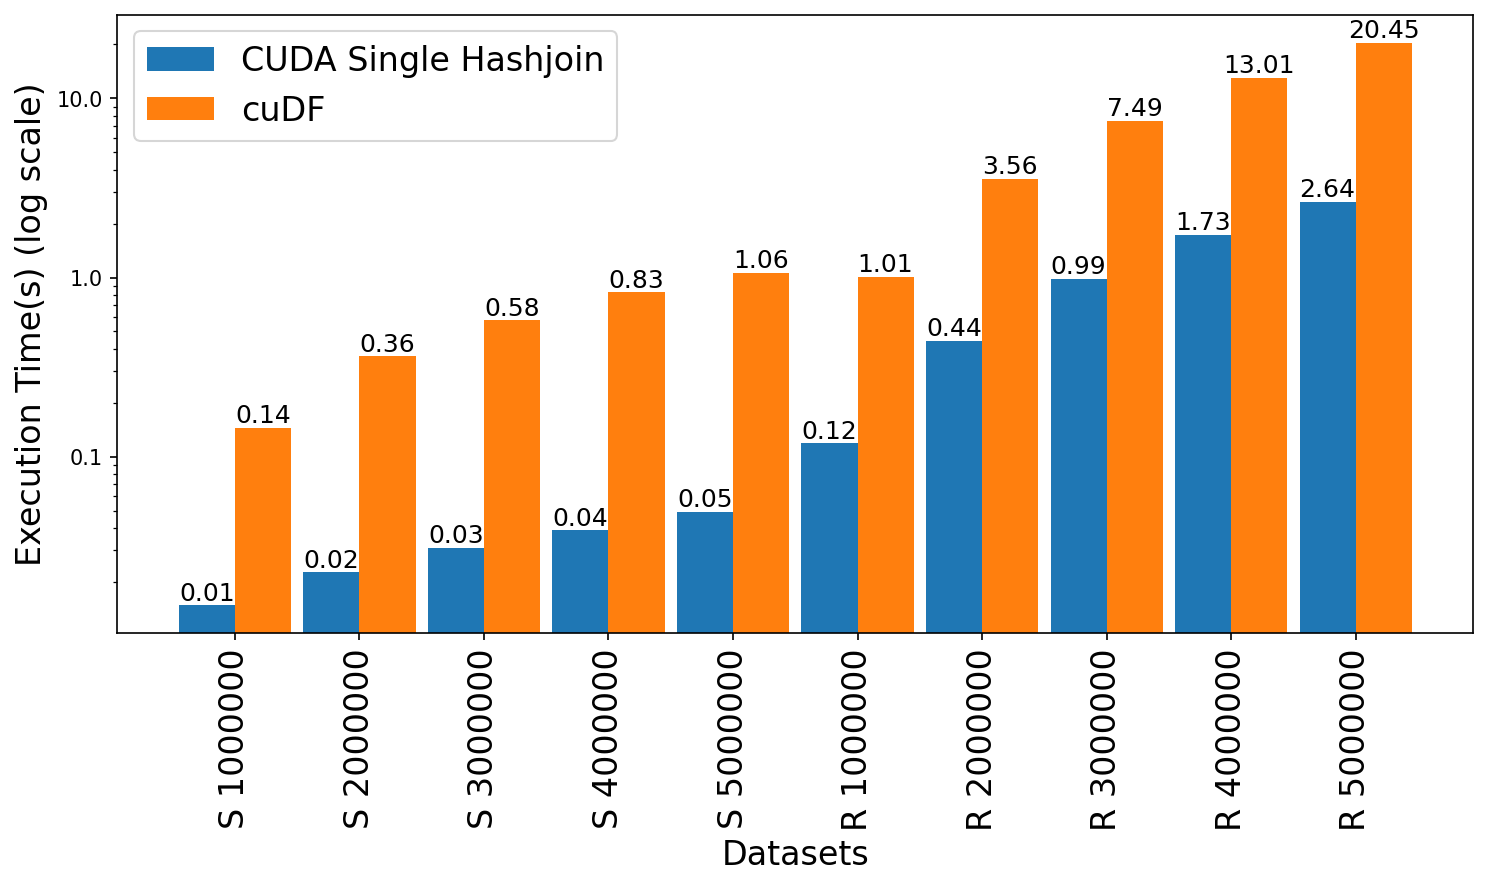 CUDA Single Hashjoin
cuDF
Execution Time(s) (log scale)
10.0
1.0
0.1
0.01
0.14
0.02
0.36
0.03
0.58
0.04
0.83
0.05
1.06
0.12
1.01
0.44
3.56
0.99
7.49
1.73
13.01
2.64
20.45
S 1000000
S 2000000
S 3000000
S 4000000
S 5000000
R 1000000
R 2000000
R 3000000
R 4000000
R 5000000
Datasets